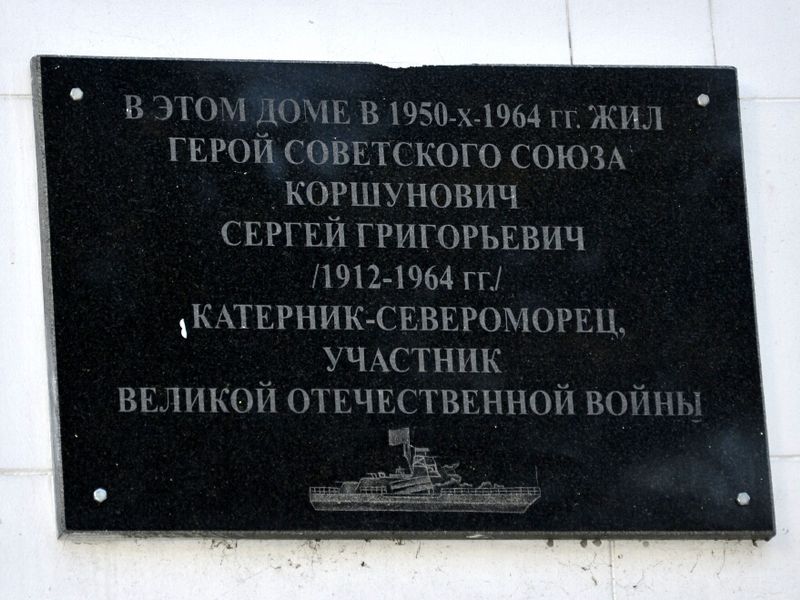 В ЭТОМ ДОМЕ В 1950-х-1964 гг. ЖИЛ
ГЕРОЙ СОВЕТСКОГО СОЮЗА
КОРШУНОВИЧ
СЕРГЕЙ ГРИГОРЬЕВИЧ
/1912-1964 гг./
КАТЕРНИК-СЕВЕРОМОРЕЦ,
УЧАСТНИК
ВЕЛИКОЙ ОТЕЧЕСТВЕННОЙ ВОЙНЫ